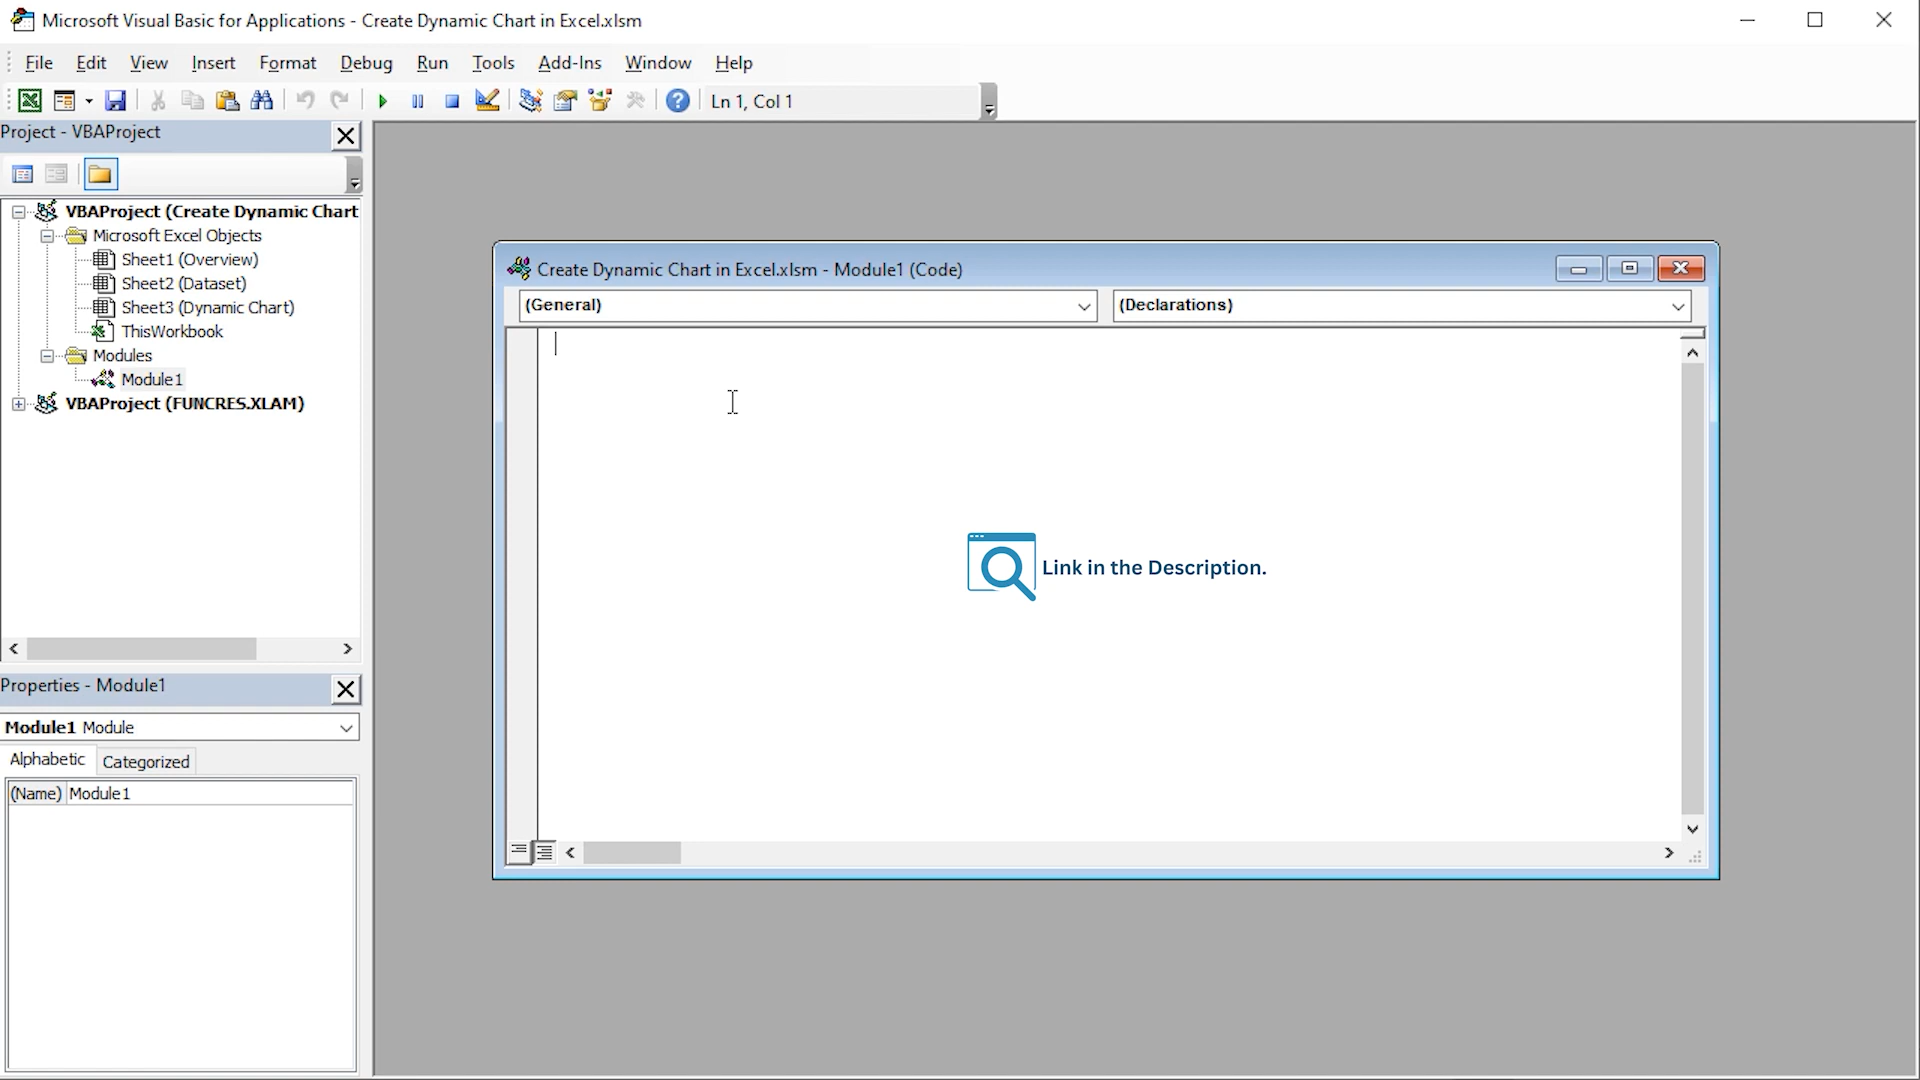 Microsoft Visual Basic for Applications - Create Dynamic Chart in Excel.xlsm
File Edit View Insert Format Debug Run Tools Add-Ins Window Help
Ln 1, Col 1
Project - VBAProject
VBAProject (Create Dynamic Chart
Microsoft Excel Objects
Sheet1 (Overview)
Sheet2 (Dataset)
Sheet3 (Dynamic Chart)
ThisWorkbook
Modules
Module1
VBAProject (FUNCRES.XLAM)
Properties - Module1
Module1 Module
Alphabetic Categorized
(Name) Module1
Create Dynamic Chart in Excel.xlsm - Module1 (Code)
(General) (Declarations)
Link in the Description.